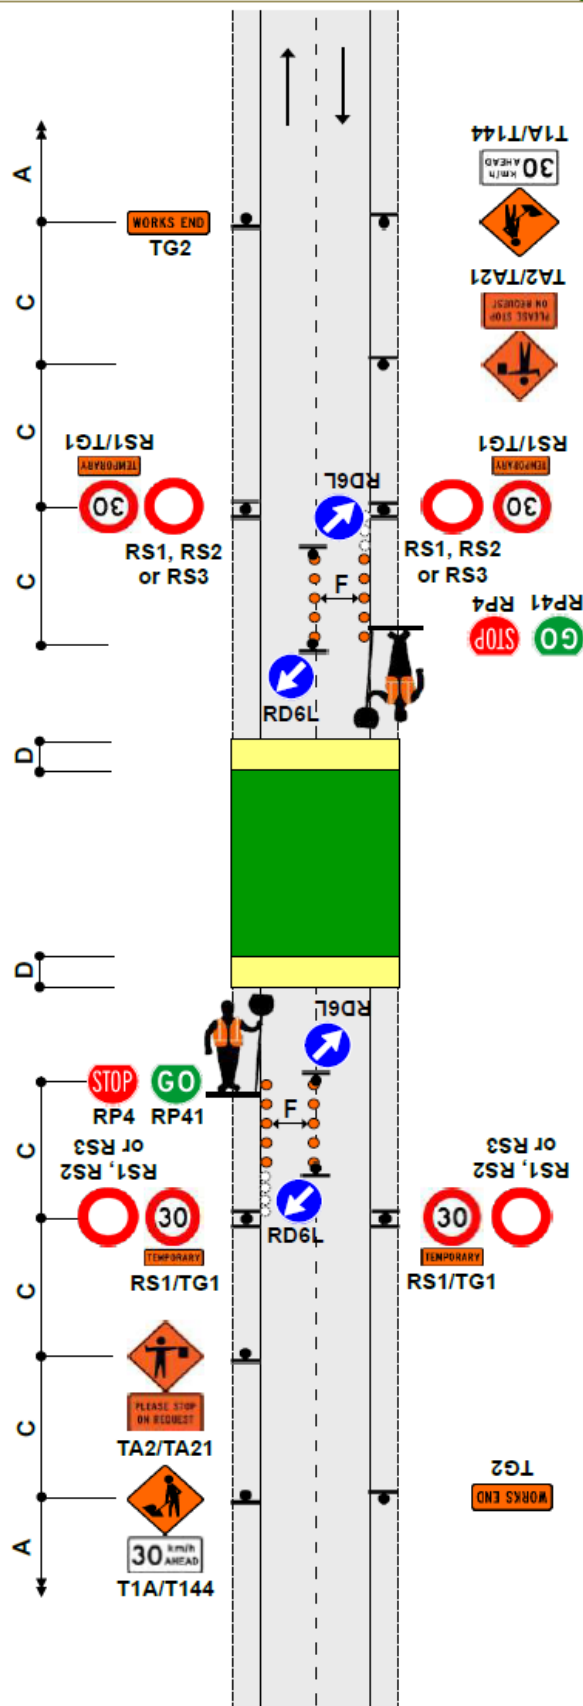 T1A/T144
30 km/h
AHEAD
A
WORKS END
TG2
TA2/TA21
PLEASE STOP
ON REQUEST
C
C
RS1/TG1
TEMPORARY
30
RD6L
RS1/TG1
TEMPORARY
30
RS1, RS2
or RS3
RS1, RS2
or RS3
C
F
RP4
STOP
RP41
GO
RD6L
D
D
RD6L
STOP
GO
RP4
RP41
F
C
RS1, RS2
or RS3
30
TEMPORARY
RS1/TG1
RD6L
30
TEMPORARY
RS1/TG1
RS1, RS2
or RS3
C
PLEASE STOP
ON REQUEST
TA2/TA21
C
TG2
WORKS END
A
30 km/h
AHEAD
T1A/T144